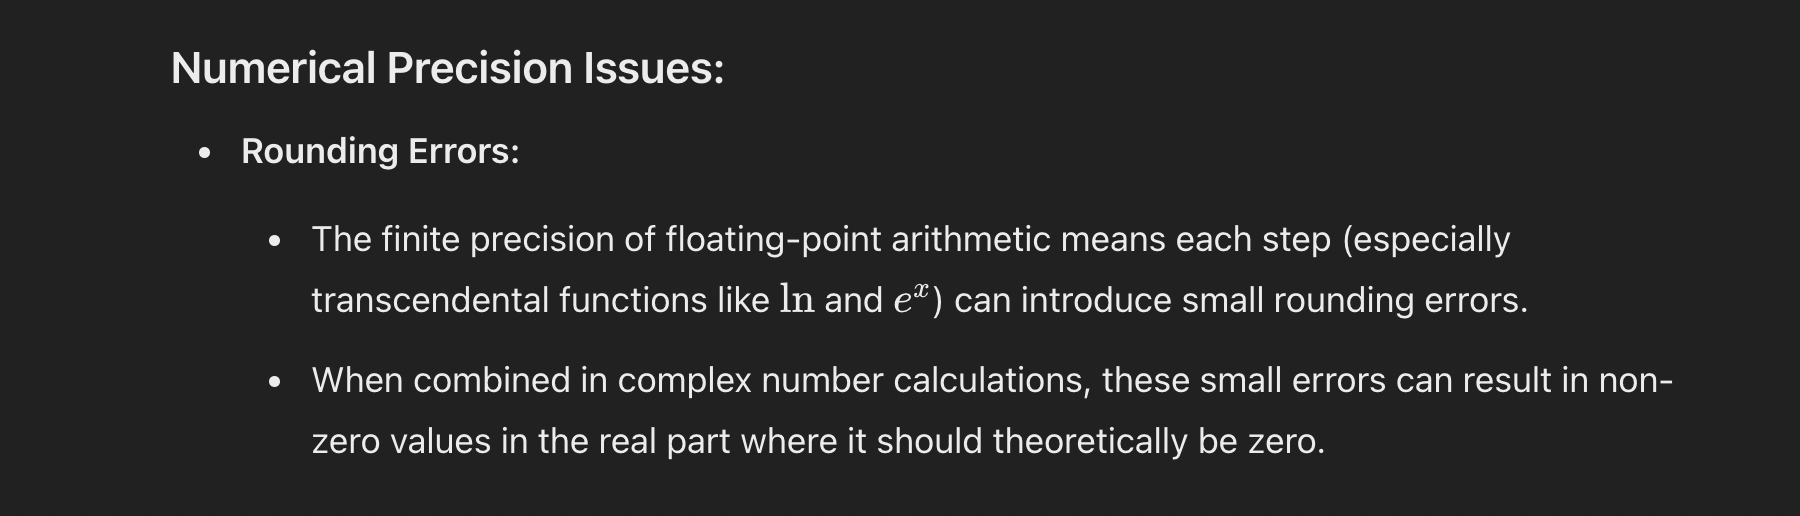 Numerical Precision Issues:
• Rounding Errors:
• The finite precision of floating-point arithmetic means each step (especially
transcendental functions like ln and eˣ) can introduce small rounding errors.
• When combined in complex number calculations, these small errors can result in non-
zero values in the real part where it should theoretically be zero.